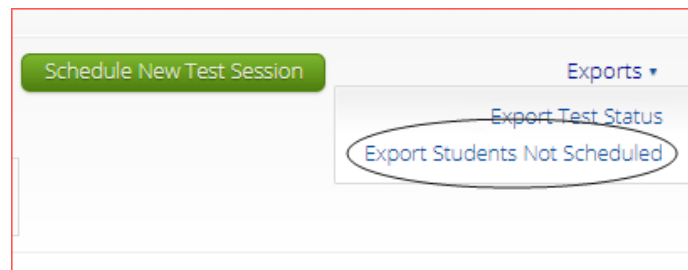 Schedule New Test Session
Exports ▾
Export Test Status
Export Students Not Scheduled